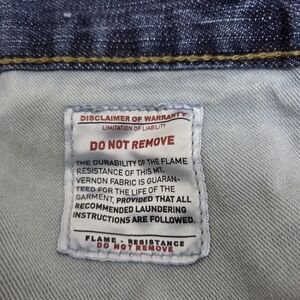 DISCLAIMER OF WARRANTY
LIMITATION OF LIABILITY
DO NOT REMOVE
THE DURABILITY OF THE FLAME
RESISTANCE OF THIS MT.
VERNON FABRIC IS GUARAN-
TEED FOR THE LIFE OF THE
GARMENT, PROVIDED THAT ALL
RECOMMENDED LAUNDERING
INSTRUCTIONS ARE FOLLOWED.
FLAME - RESISTANCE
DO NOT REMOVE